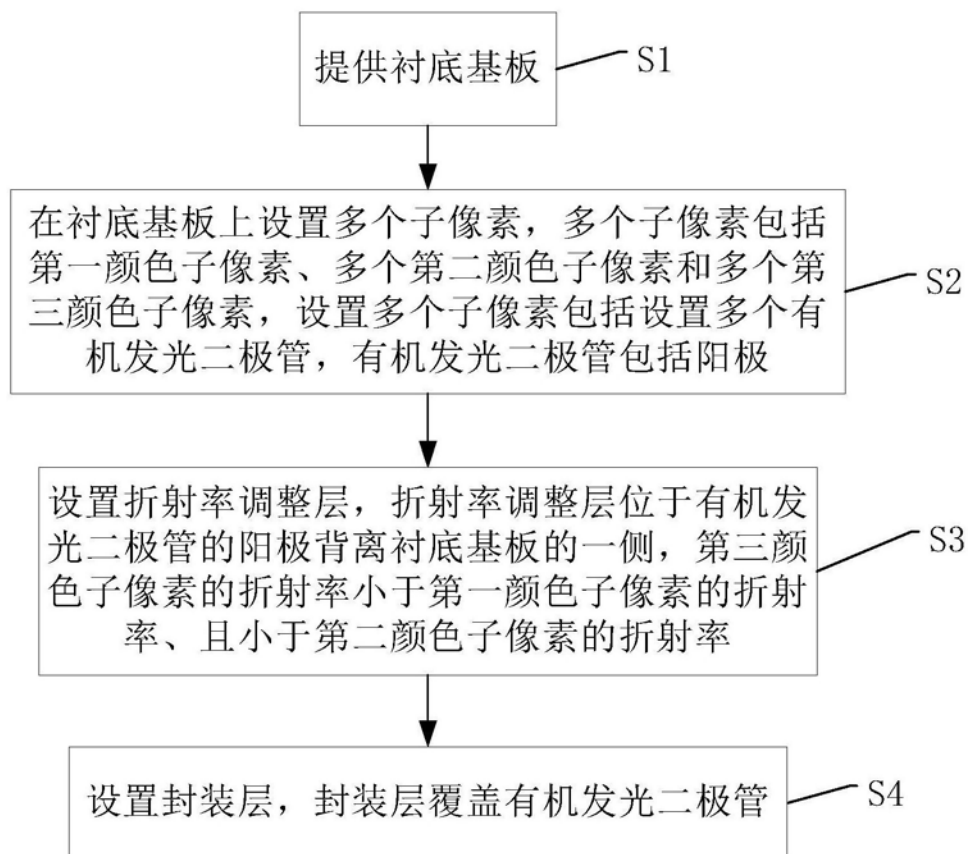 提供衬底基板
S1
在衬底基板上设置多个子像素，多个子像素包括
第一颜色子像素、多个第二颜色子像素和多个第
三颜色子像素，设置多个子像素包括设置多个有
机发光二极管，有机发光二极管包括阳极
S2
设置折射率调整层，折射率调整层位于有机发
光二极管的阳极背离衬底基板的一侧，第三颜
色子像素的折射率小于第一颜色子像素的折射
率、且小于第二颜色子像素的折射率
S3
设置封装层，封装层覆盖有机发光二极管
S4